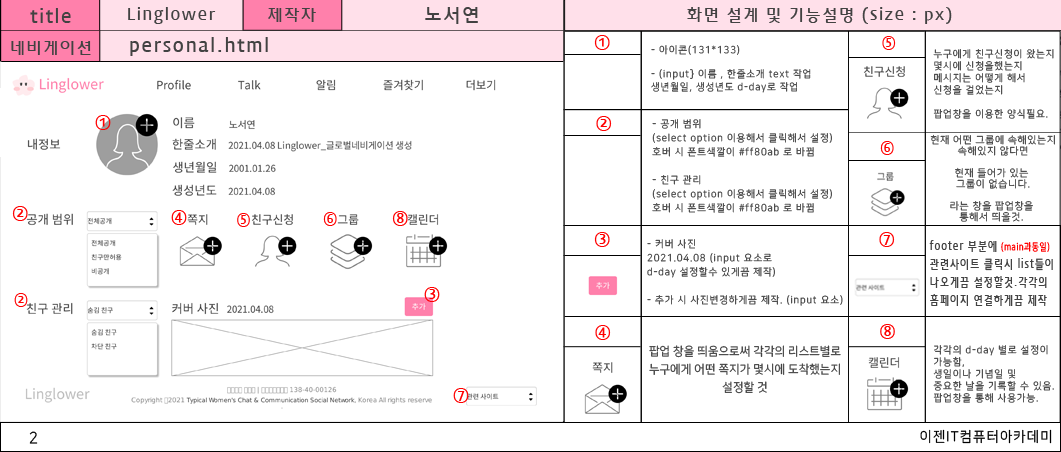 title
Linglower
제작자
노서연
화면 설계 및 기능설명 (size : px)
네비게이션
personal.html
Linglower
Profile
Talk
알림
즐겨찾기
더보기
내정보
①
이름
노서연
한줄소개
2021.04.08 Linglower_글로벌네비게이션 생성
생년월일
2001.01.26
생성년도
2021.04.08
② 공개 범위
전체공개
전체공개
친구만허용
비공개
④ 쪽지
⑤ 친구신청
⑥ 그룹
⑧ 캘린더
② 친구 관리
숨김 친구
숨김 친구
차단 친구
커버 사진
2021.04.08
추가
③
Linglower
138-40-00126
Copyright 2021 Typical Women's Chat & Communication Social Network, Korea All rights reserve
⑦
관련 사이트
①
- 아이콘(131*133)
- (input} 이름 , 한줄소개 text 작업
생년월일, 생성년도 d-day로 작업
②
- 공개 범위
(select option 이용해서 클릭해서 설정)
호버 시 폰트색깔이 #ff80ab 로 바뀜
- 친구 관리
(select option 이용해서 클릭해서 설정)
호버 시 폰트색깔이 #ff80ab 로 바뀜
③
추가
- 커버 사진
2021.04.08 (input 요소로
d-day 설정할수 있게끔 제작)
- 추가 시 사진변경하게끔 제작. (input 요소)
④
쪽지
팝업 창을 띄움으로써 각각의 리스트별로
누구에게 어떤 쪽지가 몇시에 도착했는지
설정할 것
⑤
친구신청
누구에게 친구신청이 왔는지
몇시에 신청을했는지
메시지는 어떻게 해서
신청을 걸었는지
팝업창을 이용한 양식필요.
⑥
그룹
현재 어떤 그룹에 속해있는지
속해있지 않다면
현재 들어가 있는
그룹이 없습니다.
라는 창을 팝업창을
통해서 띄울것.
⑦
관련 사이트
footer 부분에 (main과동일)
관련사이트 클릭시 list들이
나오게끔 설정할것.각각의
홈페이지 연결하게끔 제작
⑧
캘린더
각각의 d-day 별로 설정이
가능함,
생일이나 기념일 및
중요한 날을 기록할 수 있음.
팝업창을 통해 사용가능.
2
이젠IT컴퓨터아카데미